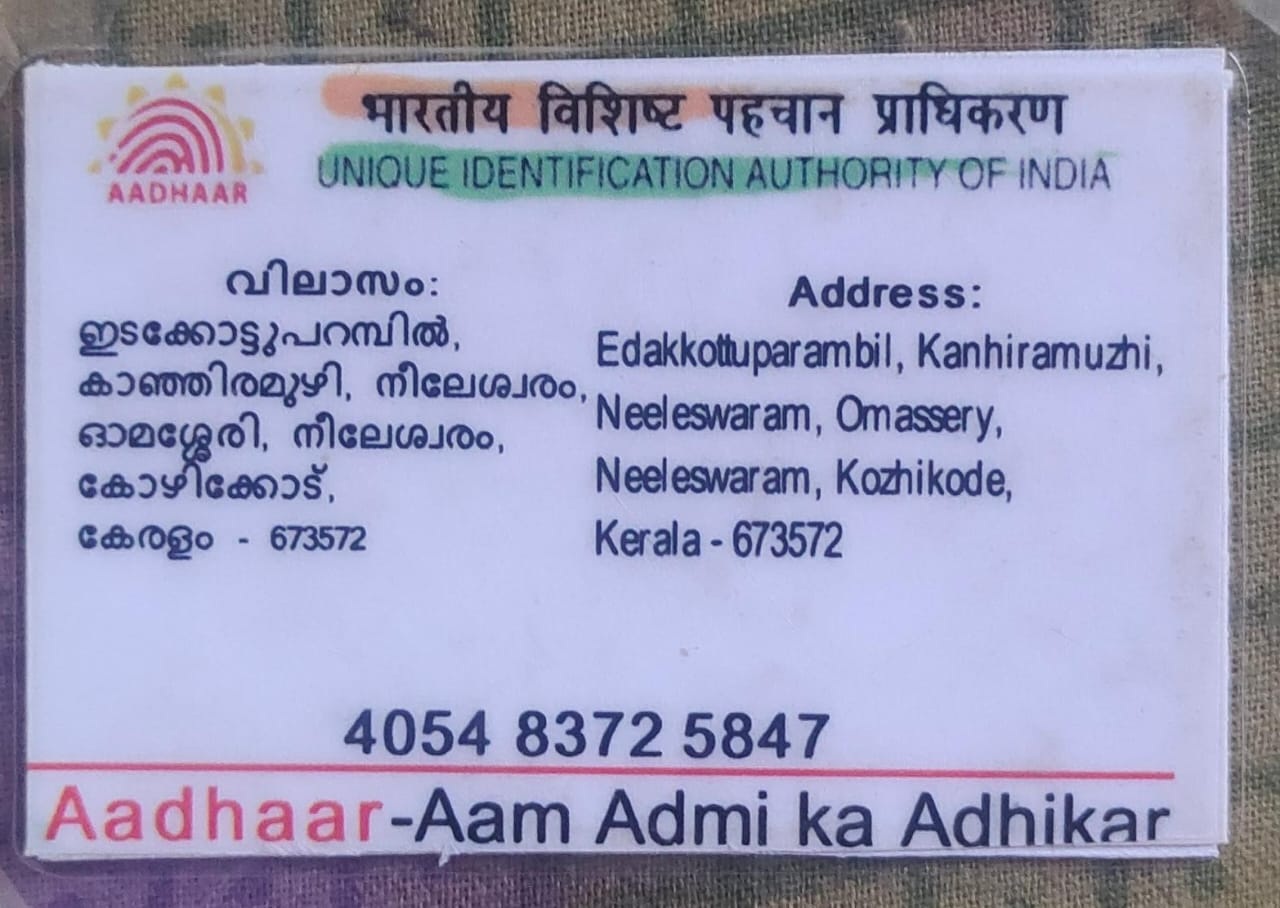 भारतीय विशिष्ट पहचान प्राधिकरण
UNIQUE IDENTIFICATION AUTHORITY OF INDIA
AADHAAR
വിലാസം:
ഇടക്കോട്ടുപറമ്പിൽ,
കാഞ്ഞിരമുഴി, നീലേശ്വരം,
ഓമശ്ശേരി, നീലേശ്വരം,
കോഴിക്കോട്,
കേരളം - 673572
Address:
Edakkottuparambil, Kanhiramuzhi,
Neeleswaram, Omassery,
Neeleswaram, Kozhikode,
Kerala - 673572
4054 8372 5847
Aadhaar-Aam Admi ka Adhikar